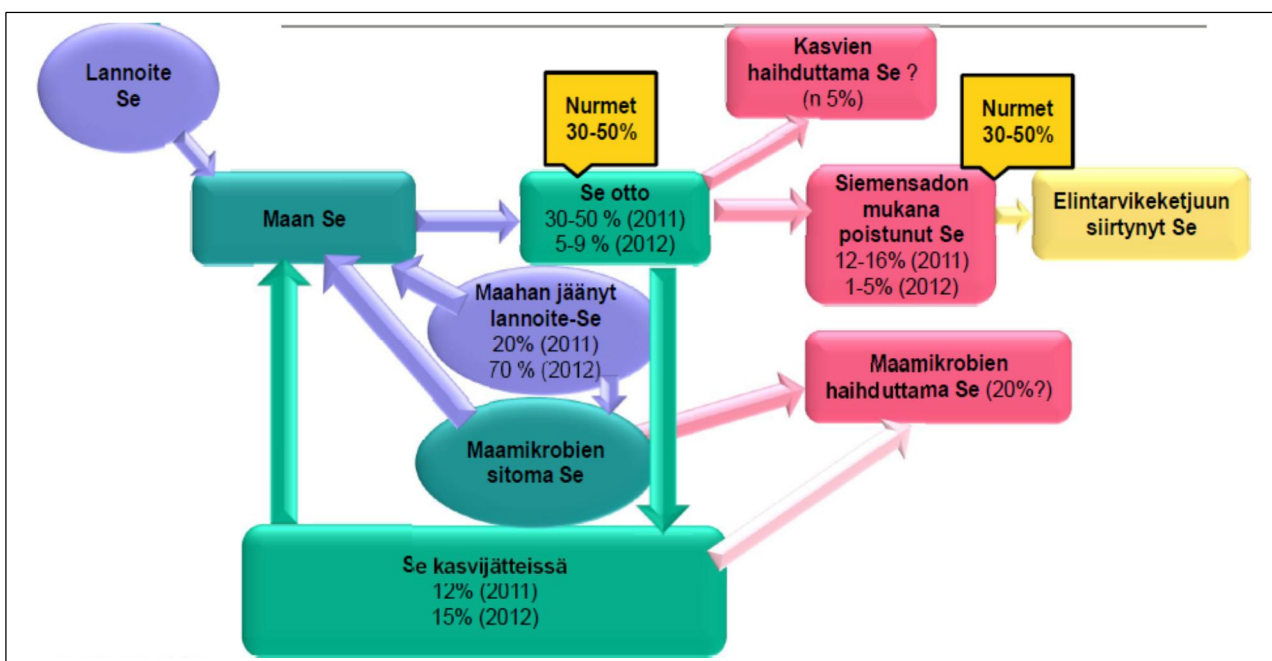 Lannoite
Se
Kasvien
haihduttama Se ?
(n 5%)
Nurmet
30-50%
Nurmet
30-50%
Maan Se
Se otto
30-50 % (2011)
5-9 % (2012)
Siemensadon
mukana
poistunut Se
12-16% (2011)
1-5% (2012)
Elintarvikeketjuun
siirtynyt Se
Maahan jäänyt
lannoite-Se
20% (2011)
70 % (2012)
Maamikrobien
haihduttama Se (20%?)
Maamikrobien
sitoma Se
Se kasvijätteissä
12% (2011)
15% (2012)